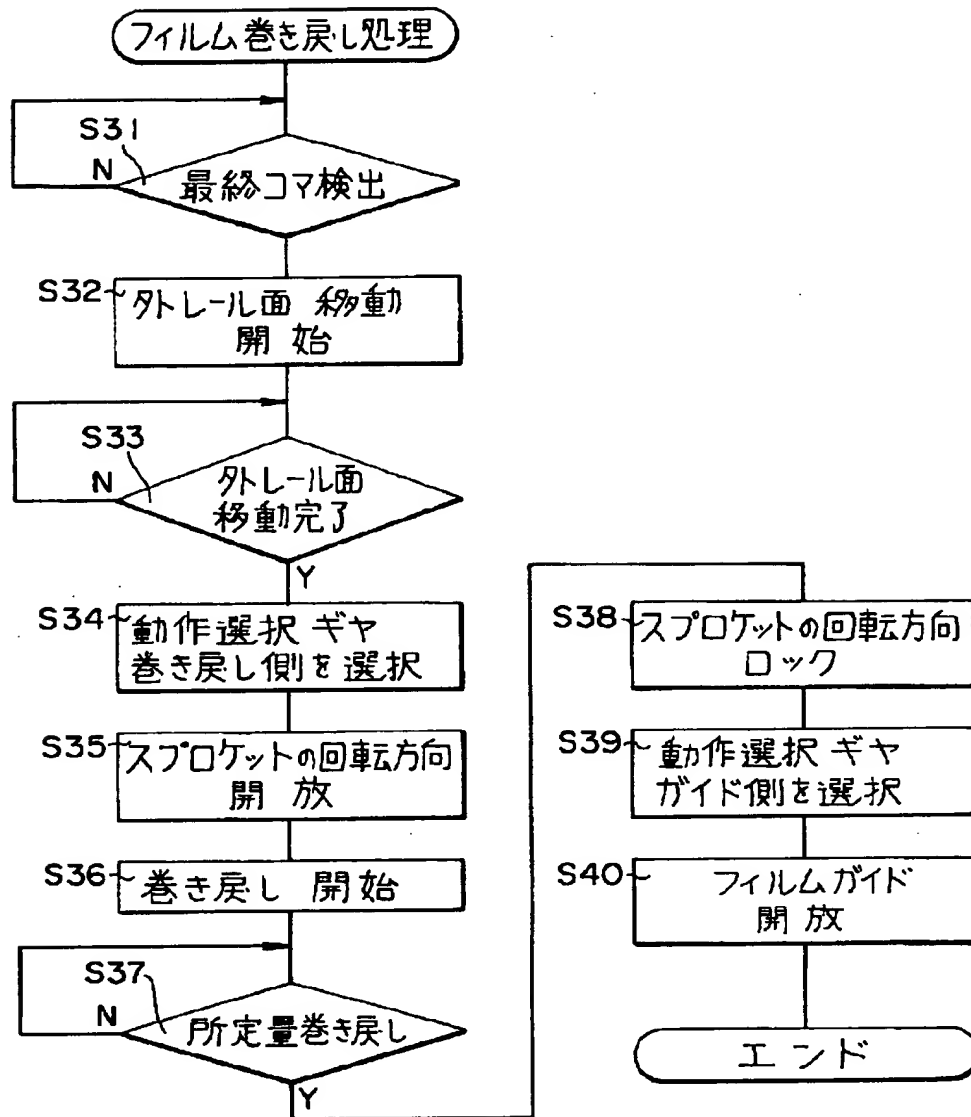 フィルム巻き戻し処理
S31
N
最終コマ検出
S32
外レール面 移動
開始
S33
N
外レール面
移動完了
Y
S34
動作選択ギヤ
巻き戻し側を選択
S35
スプロケットの回転方向
開放
S36
巻き戻し 開始
S37
N
所定量巻き戻し
Y
S38
スプロケットの回転方向
ロック
S39
動作選択ギヤ
ガイド側を選択
S40
フィルムガイド
開放
エンド